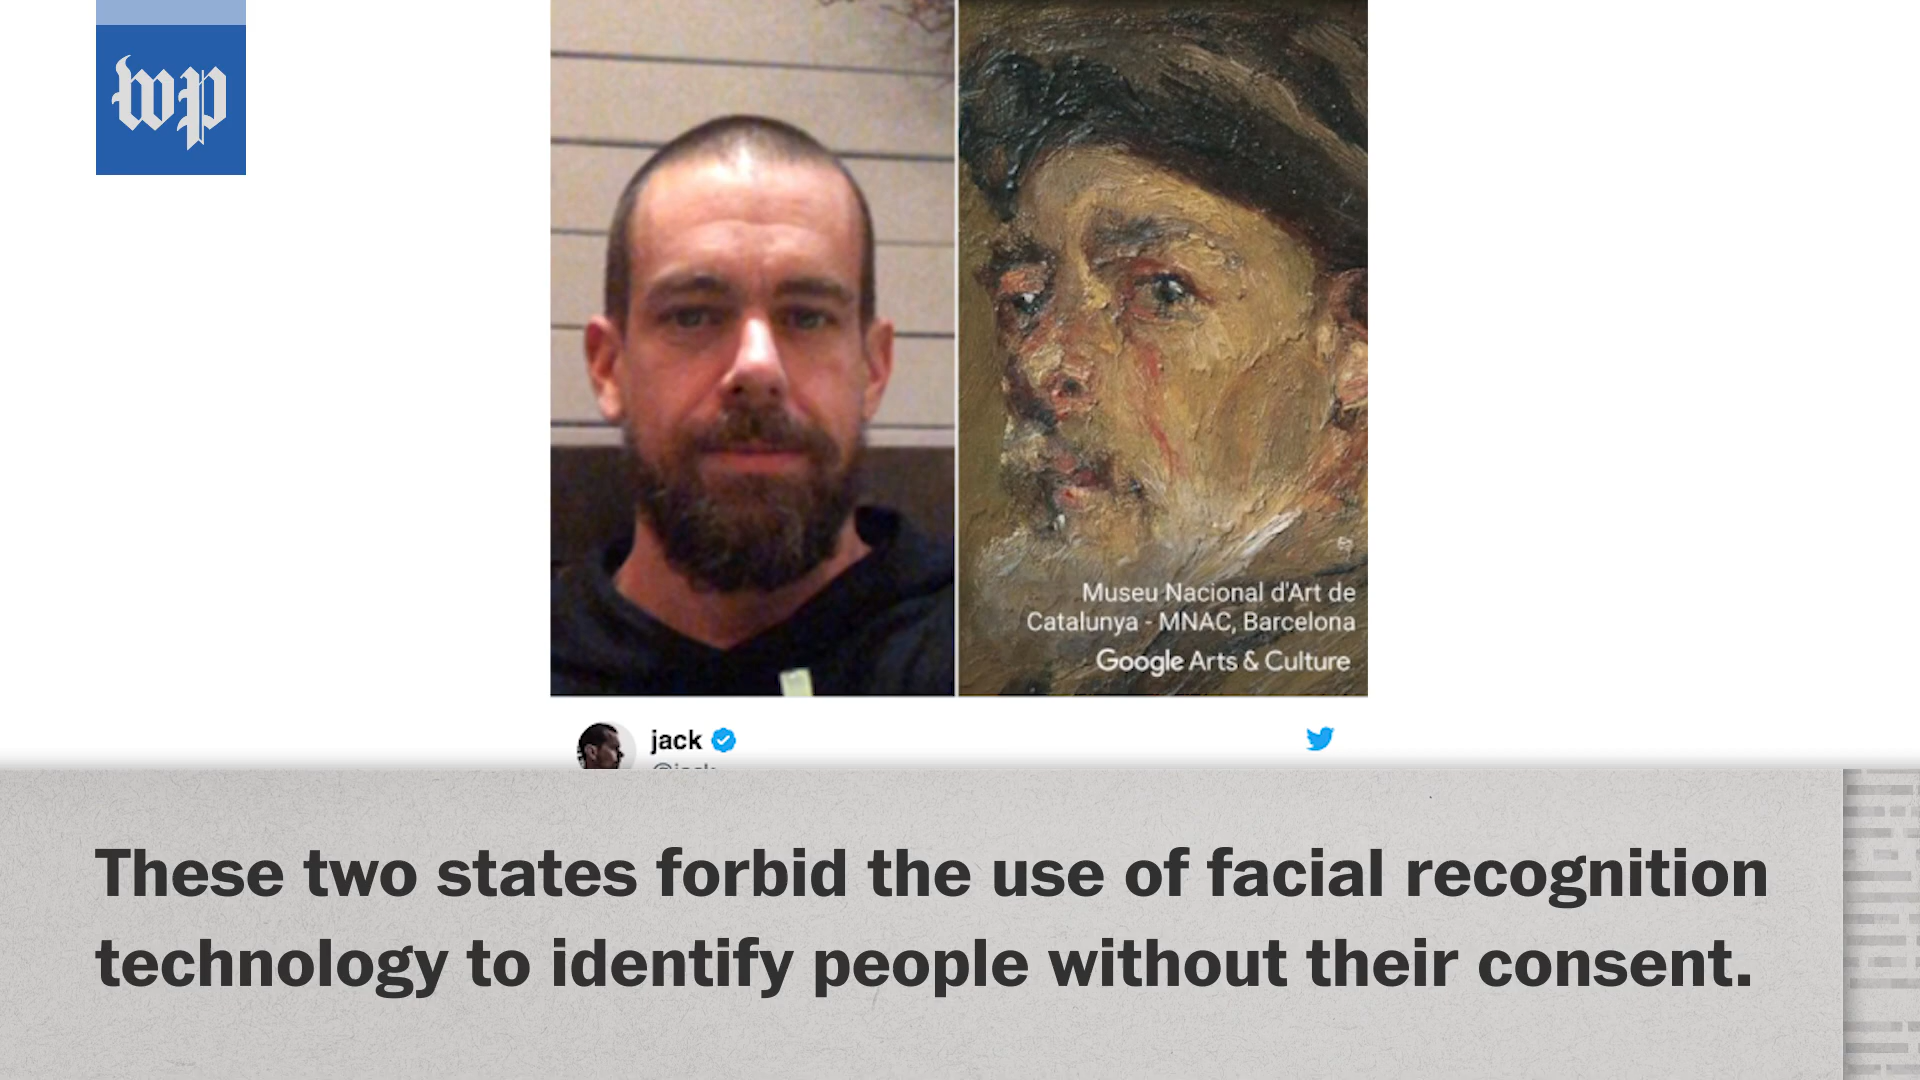 wp
Museu Nacional d'Art de
Catalunya - MNAC, Barcelona
Google Arts & Culture
jack
@jack
These two states forbid the use of facial recognition
technology to identify people without their consent.